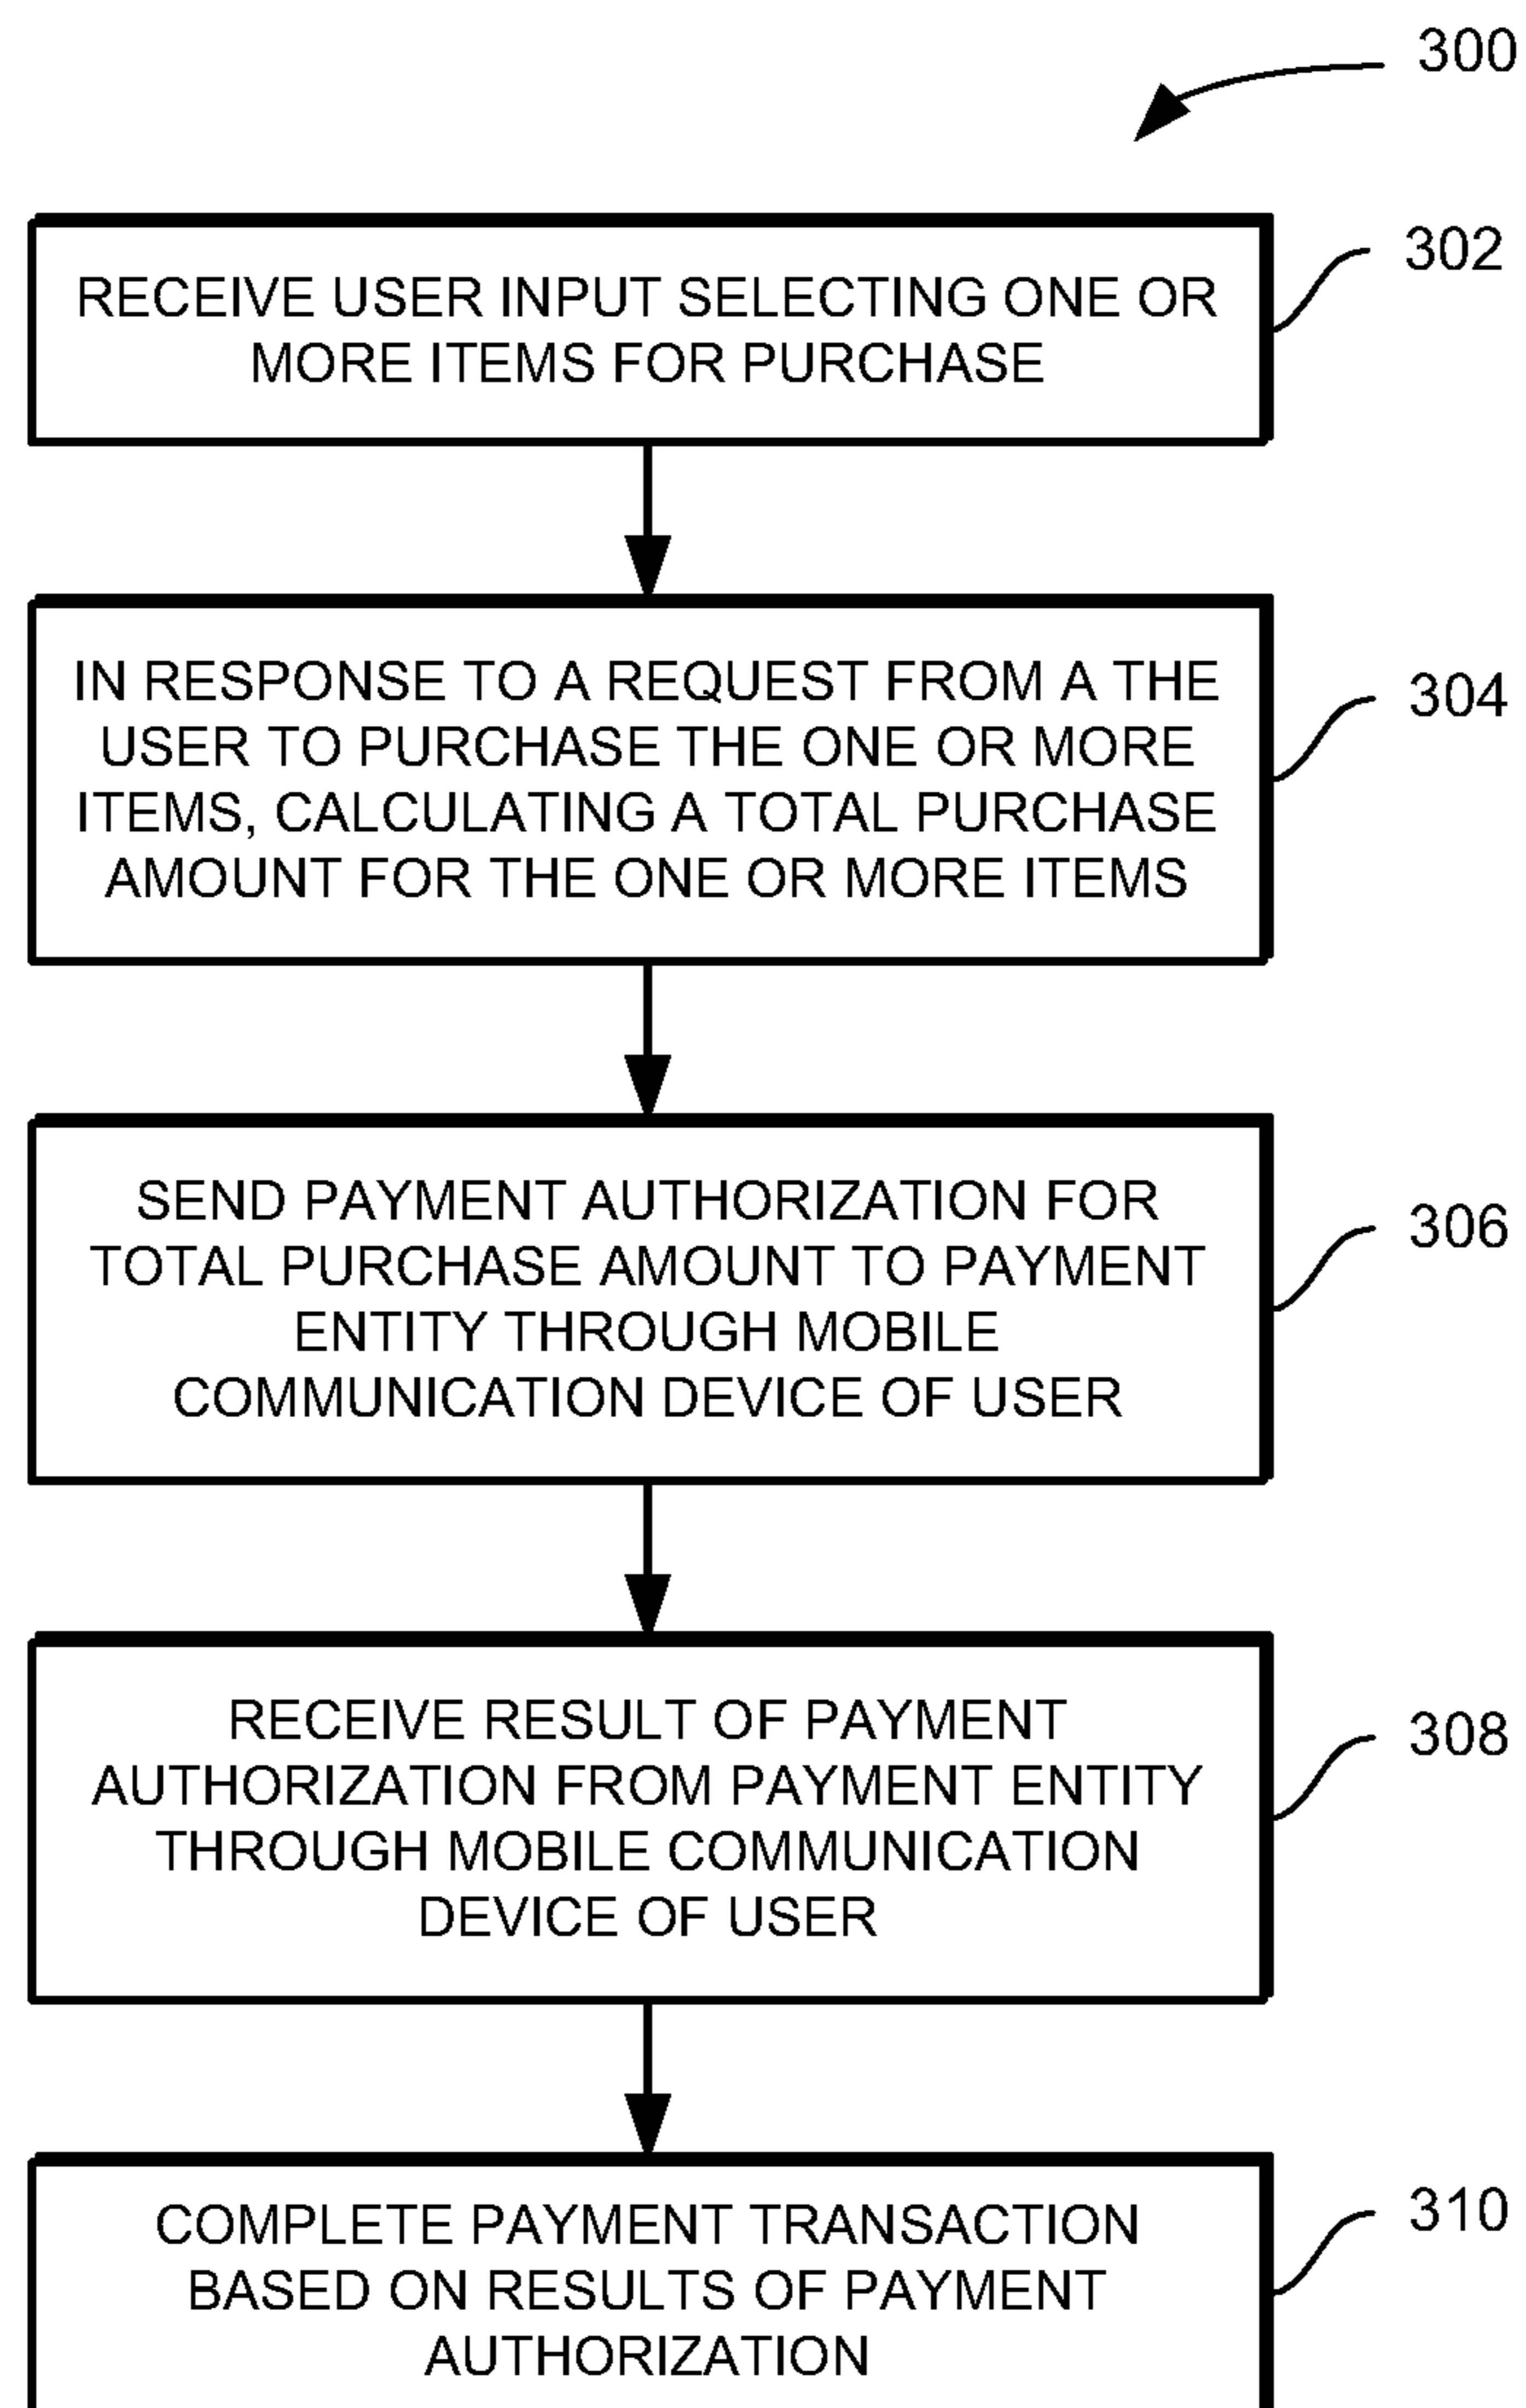 300
302
RECEIVE USER INPUT SELECTING ONE OR
MORE ITEMS FOR PURCHASE
304
IN RESPONSE TO A REQUEST FROM A THE
USER TO PURCHASE THE ONE OR MORE
ITEMS, CALCULATING A TOTAL PURCHASE
AMOUNT FOR THE ONE OR MORE ITEMS
306
SEND PAYMENT AUTHORIZATION FOR
TOTAL PURCHASE AMOUNT TO PAYMENT
ENTITY THROUGH MOBILE
COMMUNICATION DEVICE OF USER
308
RECEIVE RESULT OF PAYMENT
AUTHORIZATION FROM PAYMENT ENTITY
THROUGH MOBILE COMMUNICATION
DEVICE OF USER
310
COMPLETE PAYMENT TRANSACTION
BASED ON RESULTS OF PAYMENT
AUTHORIZATION